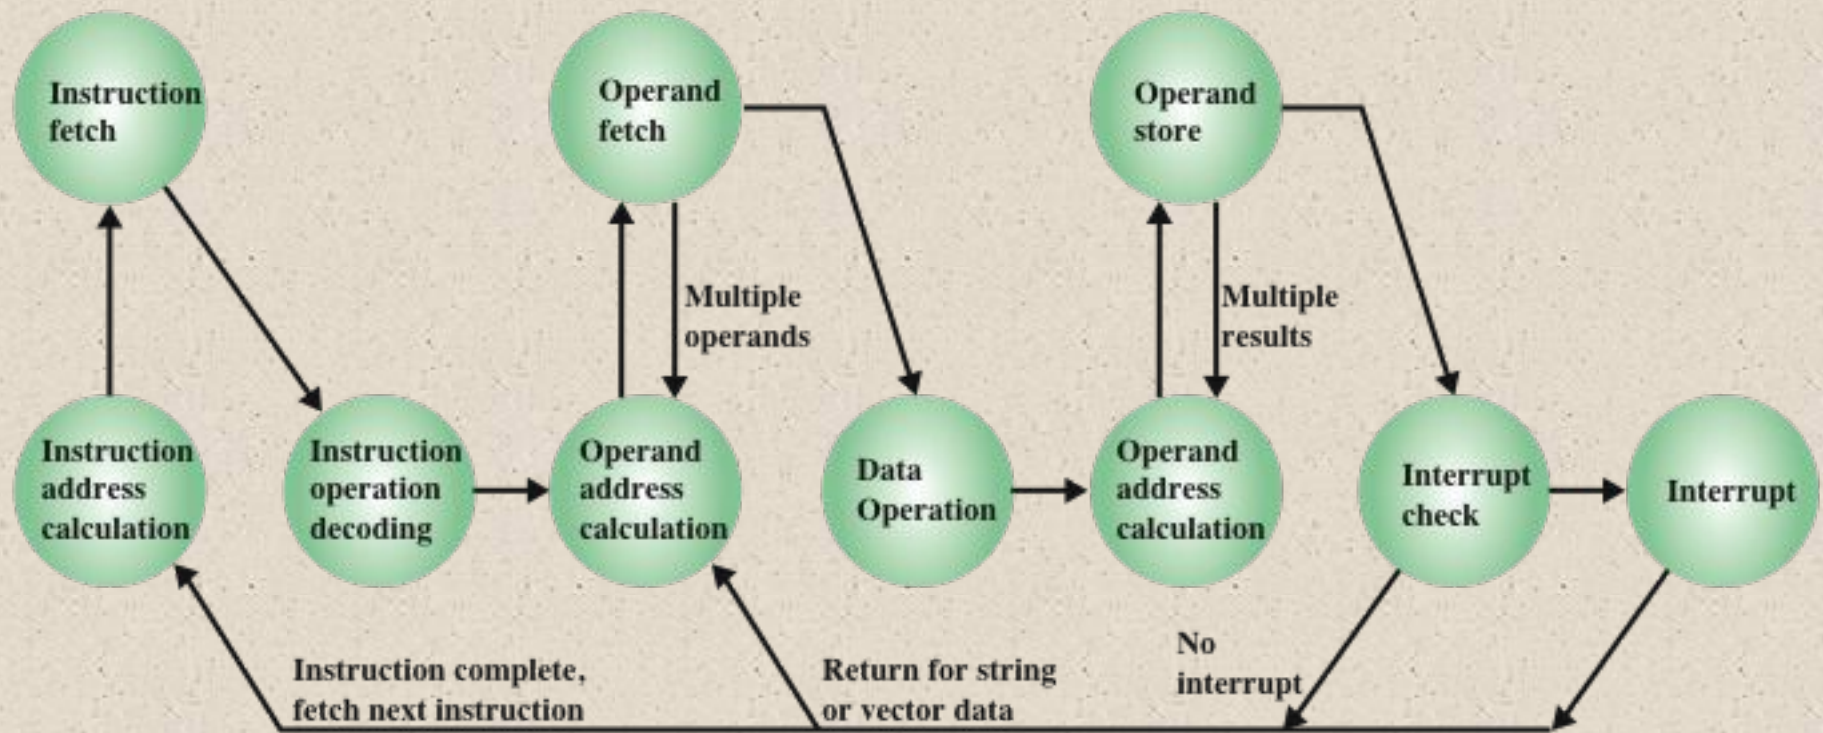 Instruction
fetch
Operand
fetch
Operand
store
Multiple
operands
Multiple
results
Instruction
address
calculation
Instruction
operation
decoding
Operand
address
calculation
Data
Operation
Operand
address
calculation
Interrupt
check
Interrupt
Instruction complete,
fetch next instruction
Return for string
or vector data
No
interrupt